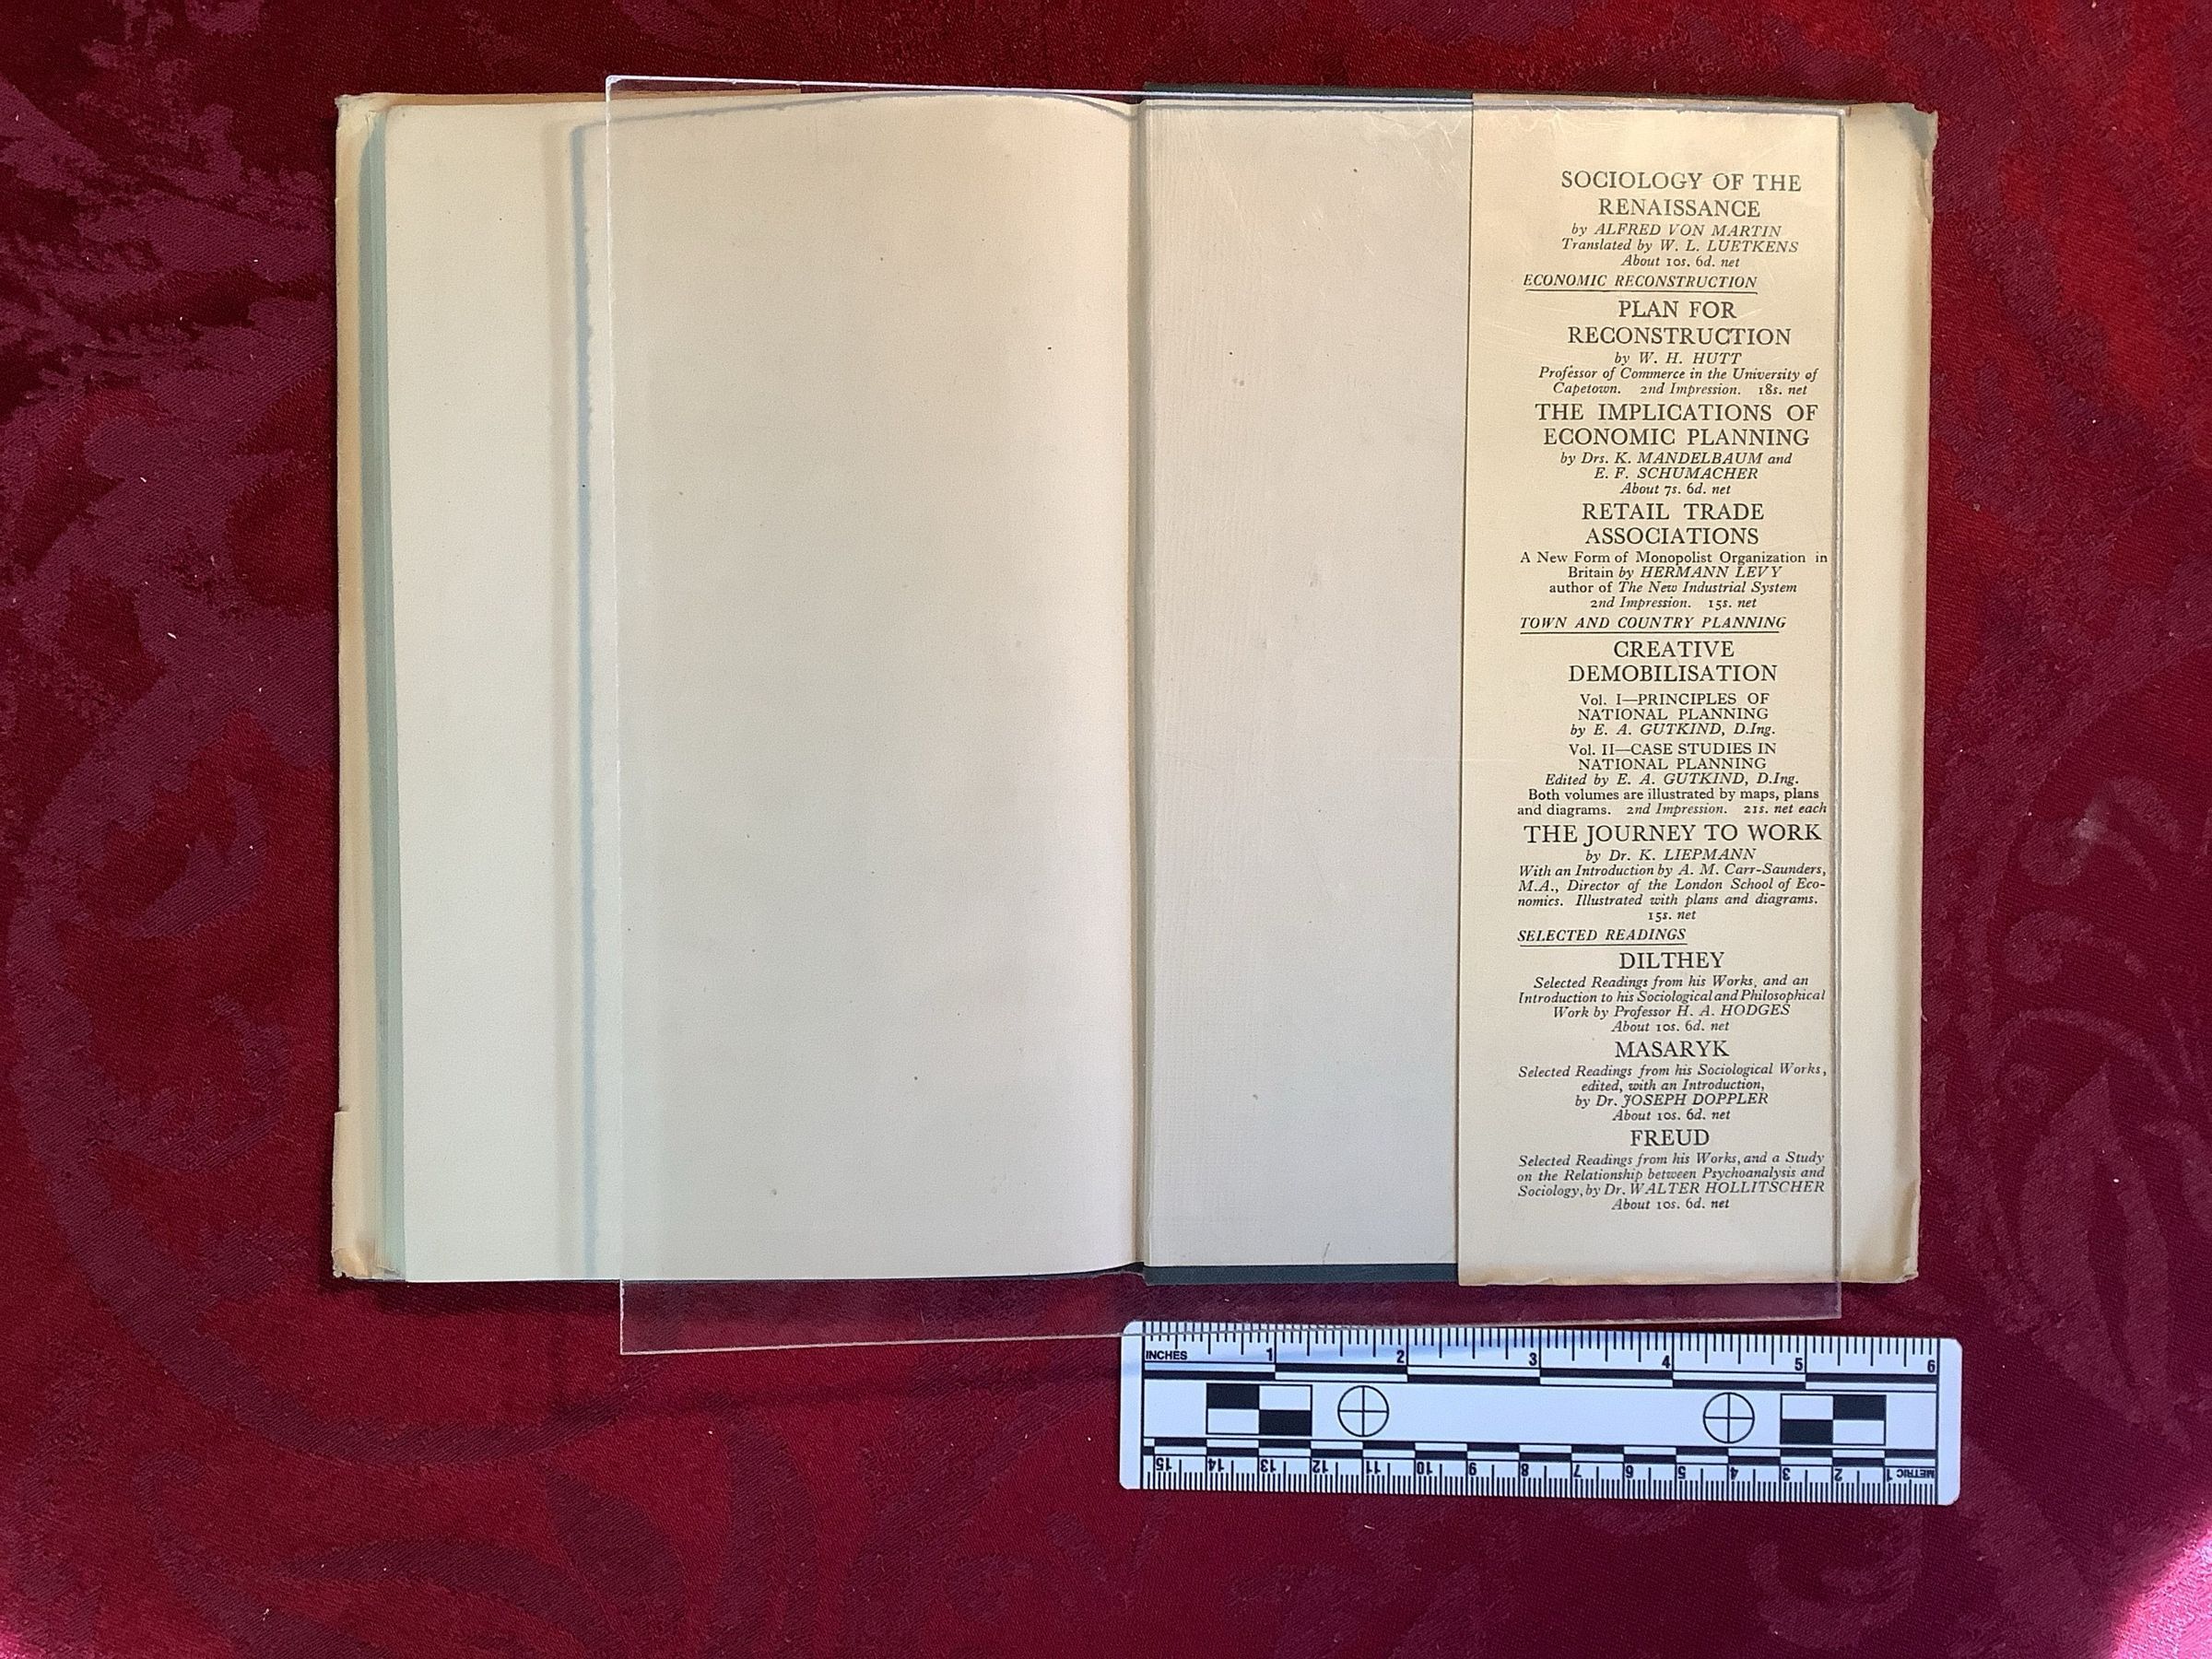 SOCIOLOGY OF THE
RENAISSANCE
by ALFRED VON MARTIN
Translated by W. L. LUETKENS
About 10s. 6d. net
ECONOMIC RECONSTRUCTION
PLAN FOR
RECONSTRUCTION
by W. H. HUTT
Professor of Commerce in the University of
Capetown. 2nd Impression. 18s. net
THE IMPLICATIONS OF
ECONOMIC PLANNING
by Drs. K. MANDELBAUM and
E. F. SCHUMACHER
About 7s. 6d. net
RETAIL TRADE
ASSOCIATIONS
A New Form of Monopolist Organization in
Britain by HERMANN LEVY
author of The New Industrial System
2nd Impression. 15s. net
TOWN AND COUNTRY PLANNING
CREATIVE
DEMOBILISATION
Vol. I—PRINCIPLES OF
NATIONAL PLANNING
by E. A. GUTKIND, D.Ing.
Vol. II—CASE STUDIES IN
NATIONAL PLANNING
Edited by E. A. GUTKIND, D.Ing.
Both volumes are illustrated by maps, plans
and diagrams. 2nd Impression. 21s. net each
THE JOURNEY TO WORK
by Dr. K. LIEPMANN
With an Introduction by A. M. Carr-Saunders,
M.A., Director of the London School of Eco-
nomics. Illustrated with plans and diagrams.
15s. net
SELECTED READINGS
DILTHEY
Selected Readings from his Works, and an
Introduction to his Sociological and Philosophical
Work by Professor H. A. HODGES
About 10s. 6d. net
MASARYK
Selected Readings from his Sociological Works,
edited, with an Introduction,
by Dr. JOSEPH DOPPLER
About 10s. 6d. net
FREUD
Selected Readings from his Works, and a Study
on the Relationship between Psychoanalysis and
Sociology, by Dr. WALTER HOLLITSCHER
About 10s. 6d. net
INCHES 1 2 3 4 5 6
15 14 13 12 11 10 9 8 7 6 5 4 3 2 1 METRIC